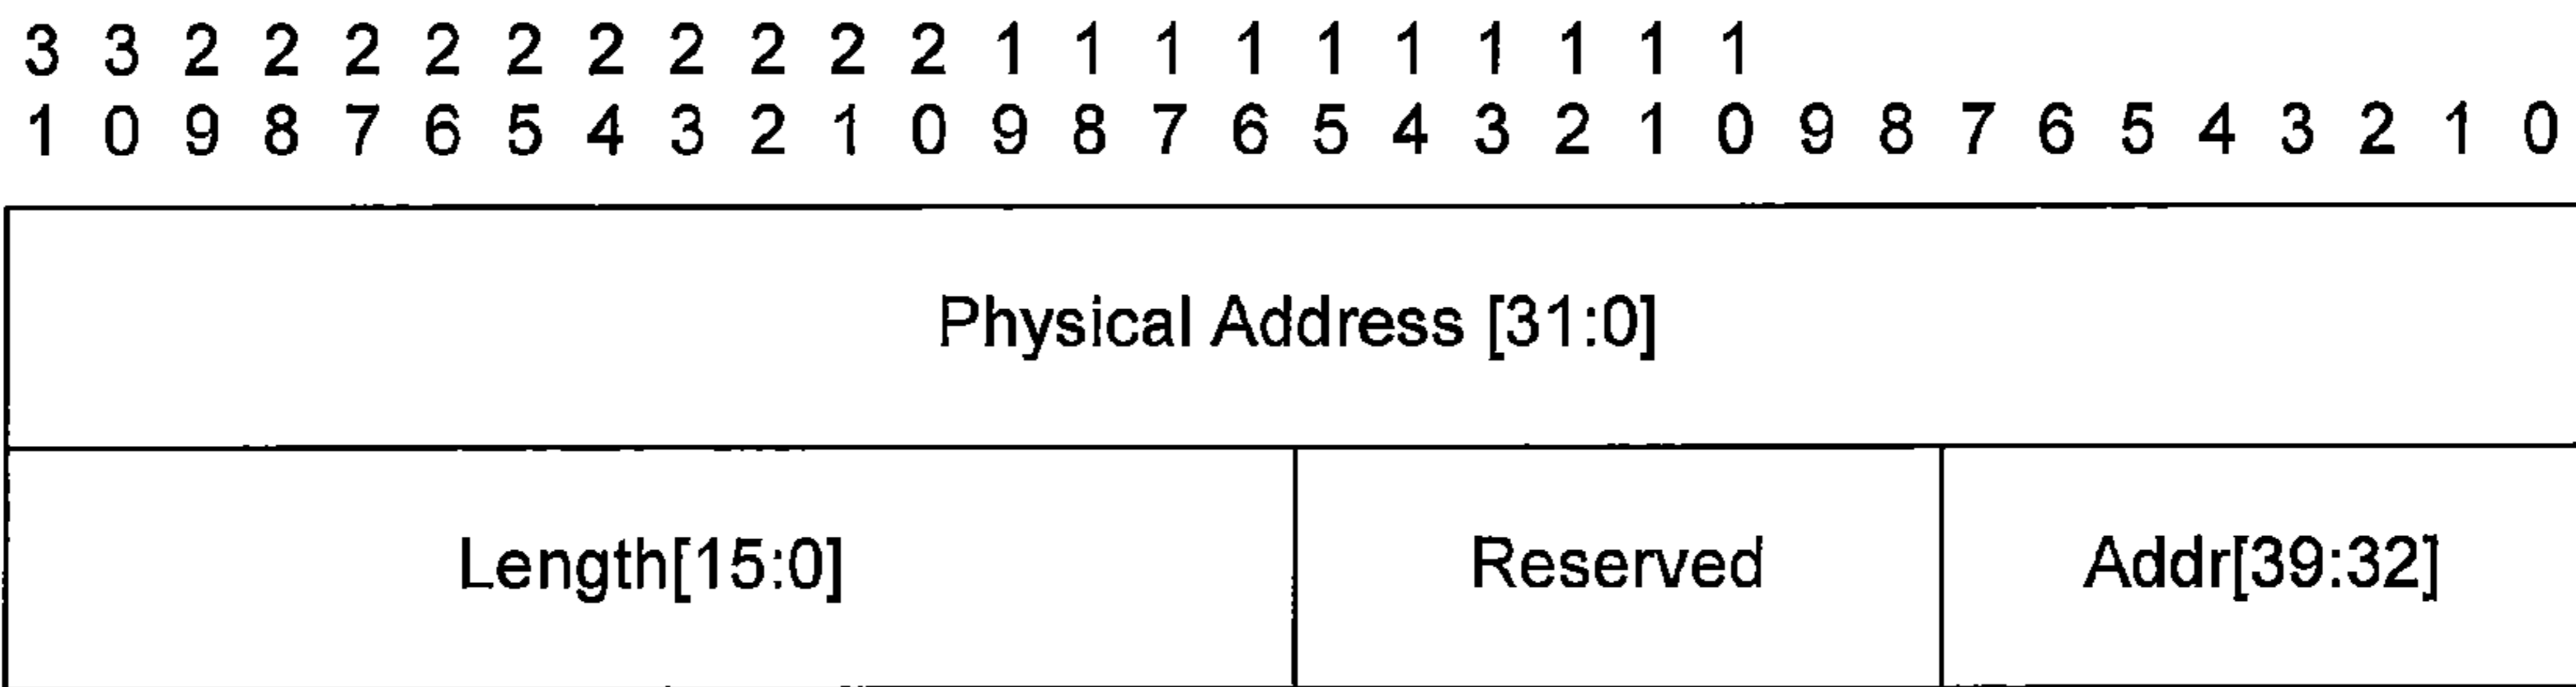 3 3 2 2 2 2 2 2 2 2 2 2 1 1 1 1 1 1 1 1 1 1
1 0 9 8 7 6 5 4 3 2 1 0 9 8 7 6 5 4 3 2 1 0 9 8 7 6 5 4 3 2 1 0
Physical Address [31:0]
Length[15:0] Reserved Addr[39:32]